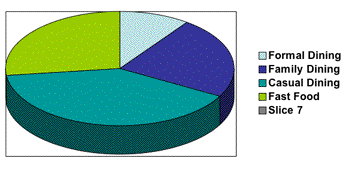 Formal Dining
Family Dining
Casual Dining
Fast Food
Slice 7